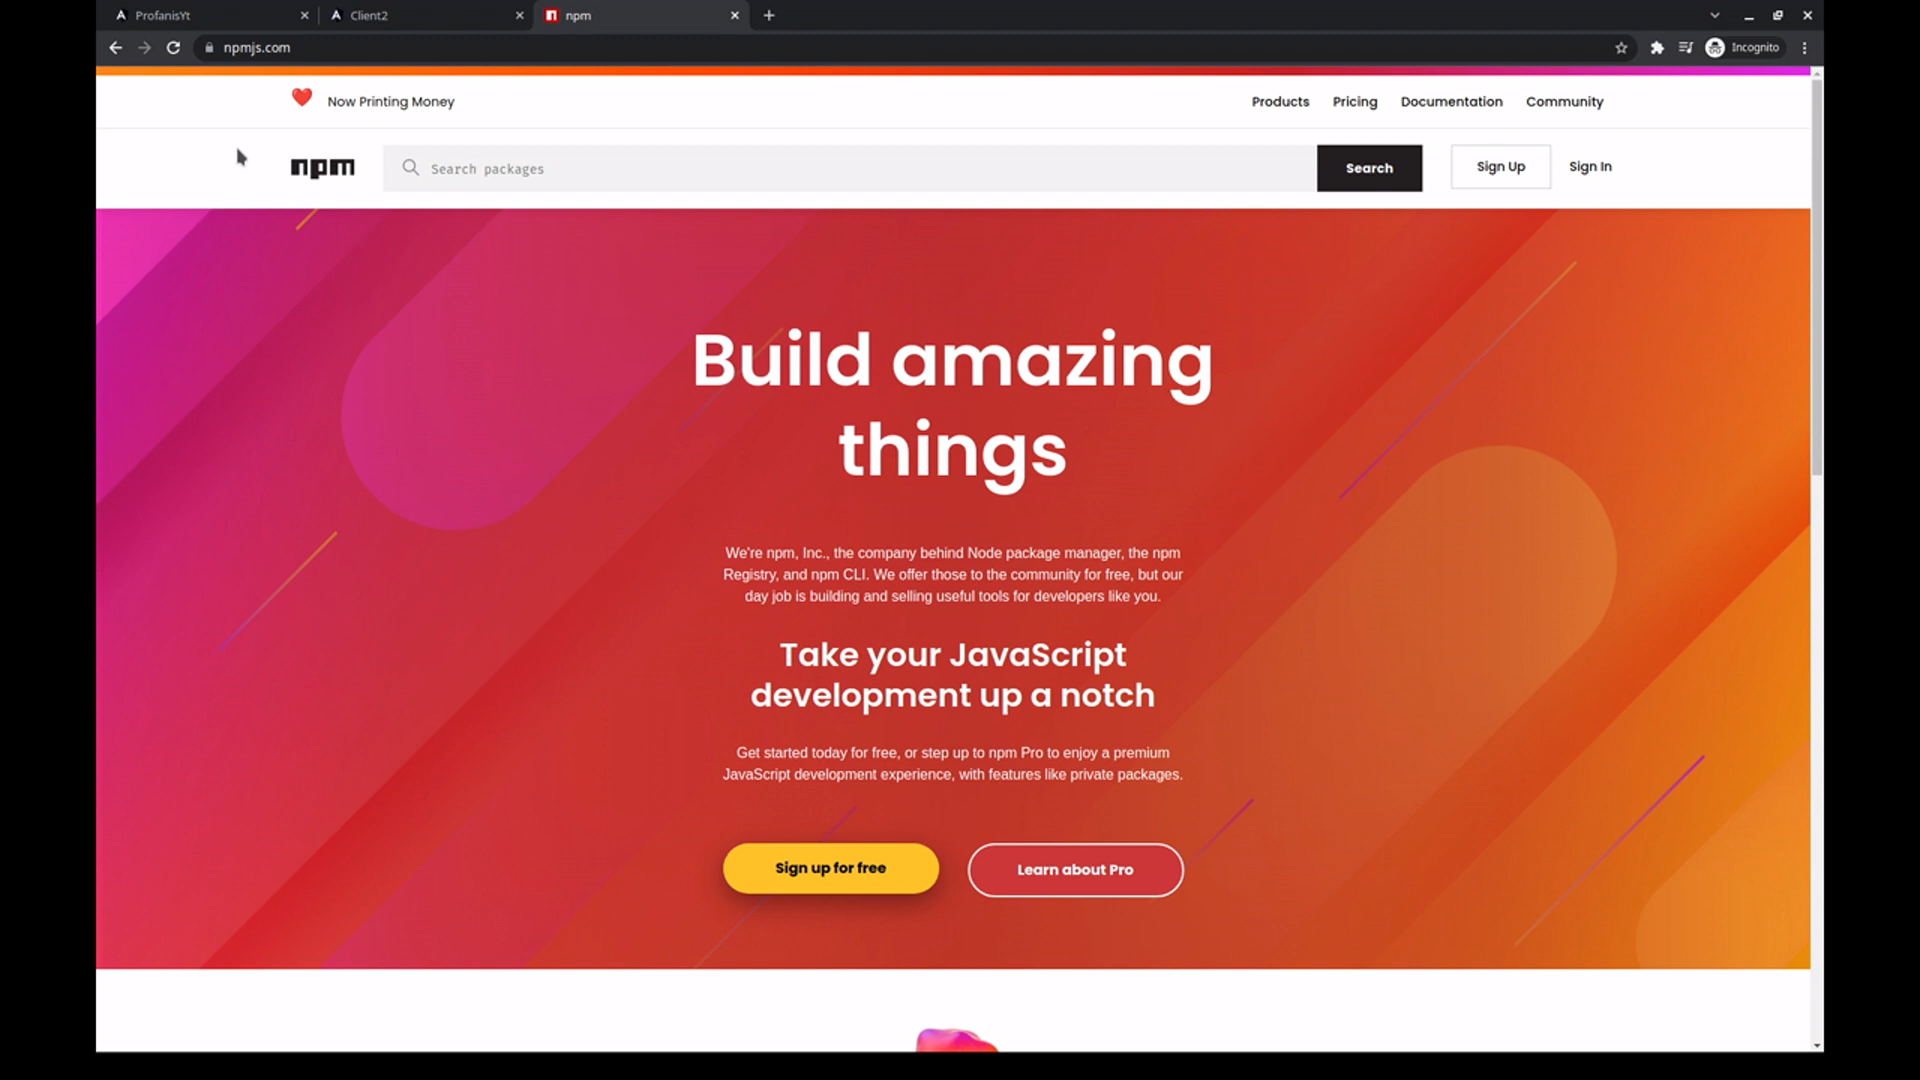 ProfanisYt
Client2
npm
npmjs.com
Incognito
Now Printing Money
Products
Pricing
Documentation
Community
npm
Search packages
Search
Sign Up
Sign In
Build amazing
things
We're npm, Inc., the company behind Node package manager, the npm
Registry, and npm CLI. We offer those to the community for free, but our
day job is building and selling useful tools for developers like you.
Take your JavaScript
development up a notch
Get started today for free, or step up to npm Pro to enjoy a premium
JavaScript development experience, with features like private packages.
Sign up for free
Learn about Pro